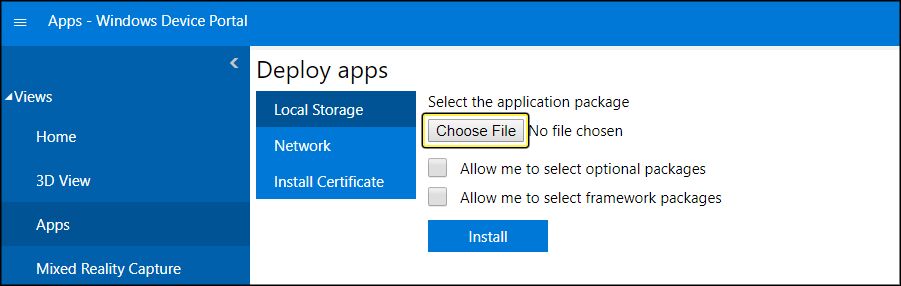 Apps - Windows Device Portal
Views
Home
3D View
Apps
Mixed Reality Capture
Deploy apps
Local Storage
Network
Install Certificate
Select the application package
Choose File No file chosen
Allow me to select optional packages
Allow me to select framework packages
Install